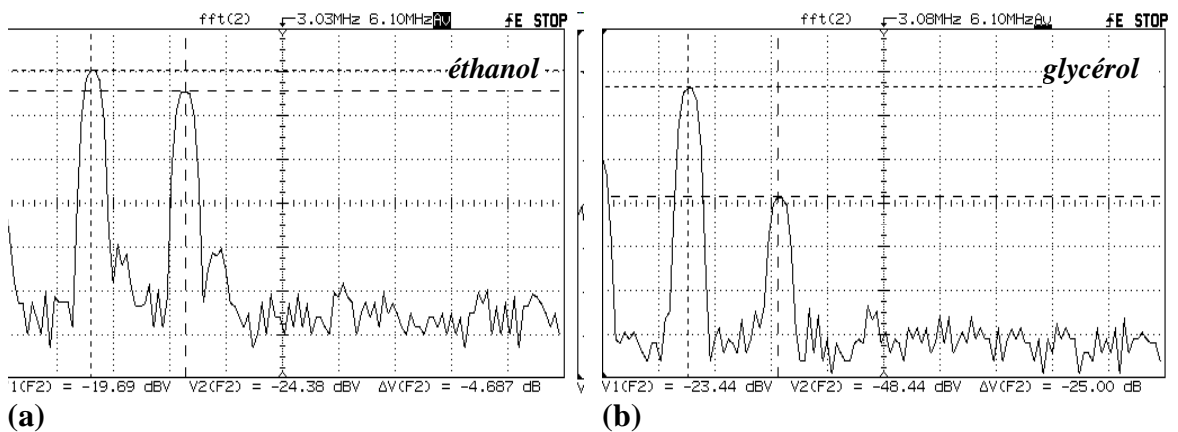 fft(2) 3.03MHz 6.10MHz Av ƒE STOP
éthanol
1(F2) = -19.69 dBV V2(F2) = -24.38 dBV ΔV(F2) = -4.687 dB
(a)
fft(2) 3.08MHz 6.10MHz Av ƒE STOP
glycérol
V1(F2) = -23.44 dBV V2(F2) = -48.44 dBV ΔV(F2) = -25.00 dB
(b)